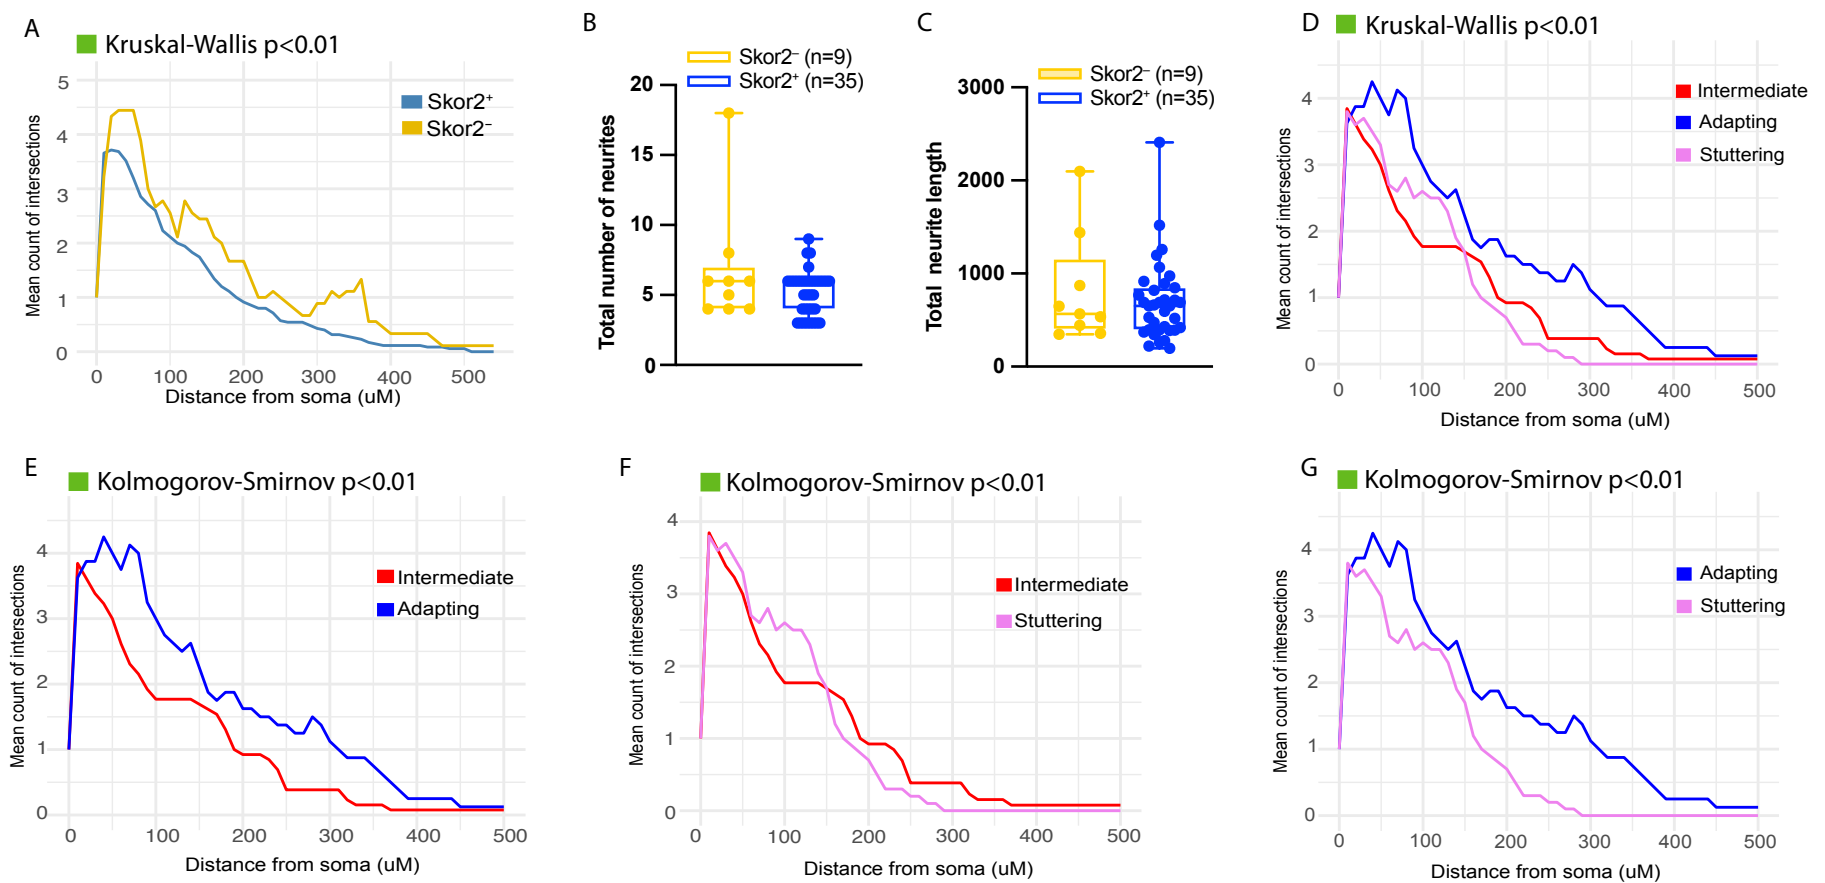 A
Kruskal-Wallis p<0.01
5
4
3
2
1
0
0 100 200 300 400 500
Mean count of intersections
Distance from soma (uM)
Skor2⁺
Skor2⁻
B
Skor2⁻ (n=9)
Skor2⁺ (n=35)
20
15
10
5
0
Total number of neurites
C
Skor2⁻ (n=9)
Skor2⁺ (n=35)
3000
2000
1000
0
Total neurite length
D
Kruskal-Wallis p<0.01
4
3
2
1
0
0 100 200 300 400 500
Mean count of intersections
Distance from soma (uM)
Intermediate
Adapting
Stuttering
E
Kolmogorov-Smirnov p<0.01
4
3
2
1
0
0 100 200 300 400 500
Mean count of intersections
Distance from soma (uM)
Intermediate
Adapting
F
Kolmogorov-Smirnov p<0.01
4
3
2
1
0
0 100 200 300 400 500
Mean count of intersections
Distance from soma (uM)
Intermediate
Stuttering
G
Kolmogorov-Smirnov p<0.01
4
3
2
1
0
0 100 200 300 400 500
Mean count of intersections
Distance from soma (uM)
Adapting
Stuttering